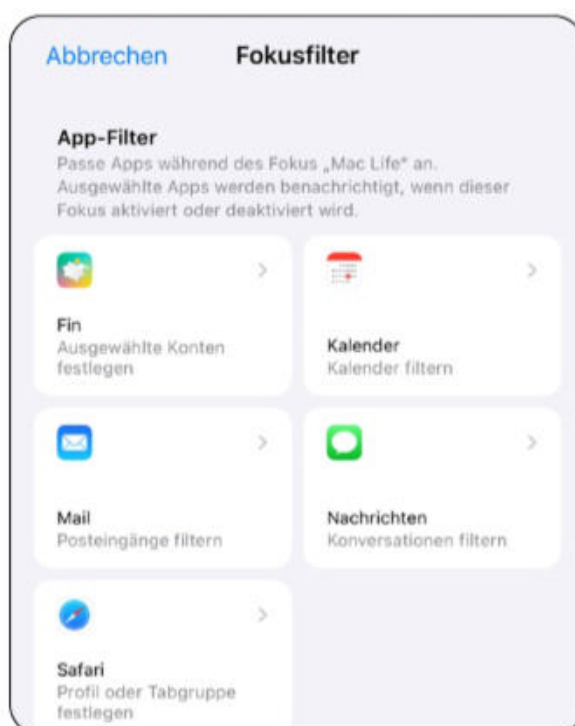 Abbrechen Fokusfilter
App-Filter
Passe Apps während des Fokus „Mac Life“ an.
Ausgewählte Apps werden benachrichtigt, wenn dieser
Fokus aktiviert oder deaktiviert wird.
Fin
Ausgewählte Konten
festlegen
Kalender
Kalender filtern
Mail
Posteingänge filtern
Nachrichten
Konversationen filtern
Safari
Profil oder Tabgruppe
festlegen